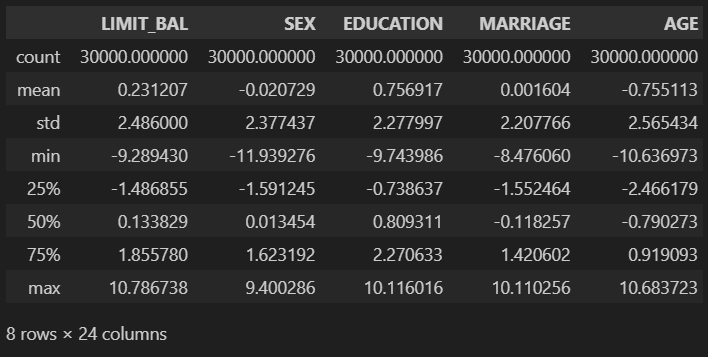 LIMIT_BAL SEX EDUCATION MARRIAGE AGE
count 30000.000000 30000.000000 30000.000000 30000.000000 30000.000000
mean 0.231207 -0.020729 0.756917 0.001604 -0.755113
std 2.486000 2.377437 2.277997 2.207766 2.565434
min -9.289430 -11.939276 -9.743986 -8.476060 -10.636973
25% -1.486855 -1.591245 -0.738637 -1.552464 -2.466179
50% 0.133829 0.013454 0.809311 -0.118257 -0.790273
75% 1.855780 1.623192 2.270633 1.420602 0.919093
max 10.786738 9.400286 10.116016 10.110256 10.683723
8 rows × 24 columns